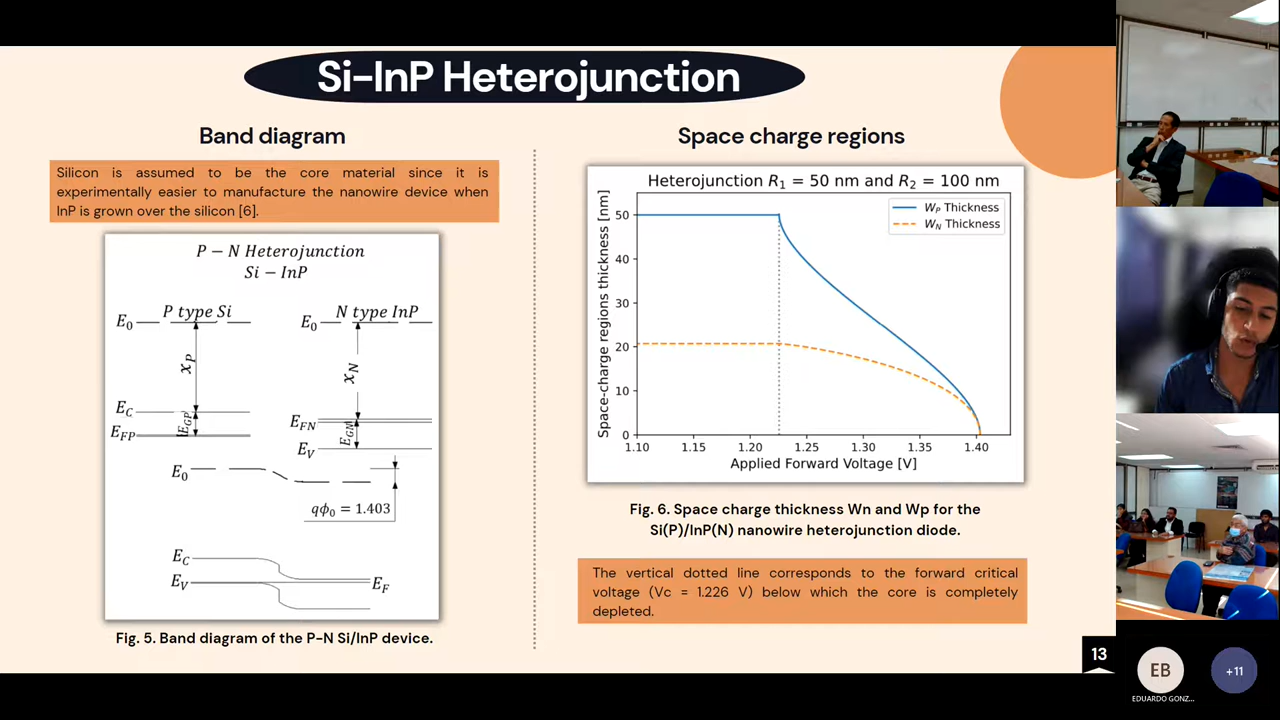 Si–InP Heterojunction
Band diagram
Silicon is assumed to be the core material since it is
experimentally easier to manufacture the nanowire device when
InP is grown over the silicon [6].
P − N Heterojunction
Si − InP
P type Si
N type InP
E0
E0
χP
χN
EC
EGP
EFP
EFN
EGN
EV
E0
qϕ0 = 1.403
EC
EV
EF
Fig. 5. Band diagram of the P-N Si/InP device.
Space charge regions
Heterojunction R1 = 50 nm and R2 = 100 nm
WP Thickness
WN Thickness
Space-charge regions thickness [nm]
50
40
30
20
10
0
1.10 1.15 1.20 1.25 1.30 1.35 1.40
Applied Forward Voltage [V]
Fig. 6. Space charge thickness Wn and Wp for the
Si(P)/InP(N) nanowire heterojunction diode.
The vertical dotted line corresponds to the forward critical
voltage (Vc = 1.226 V) below which the core is completely
depleted.
13
EB
+11
EDUARDO GONZ...